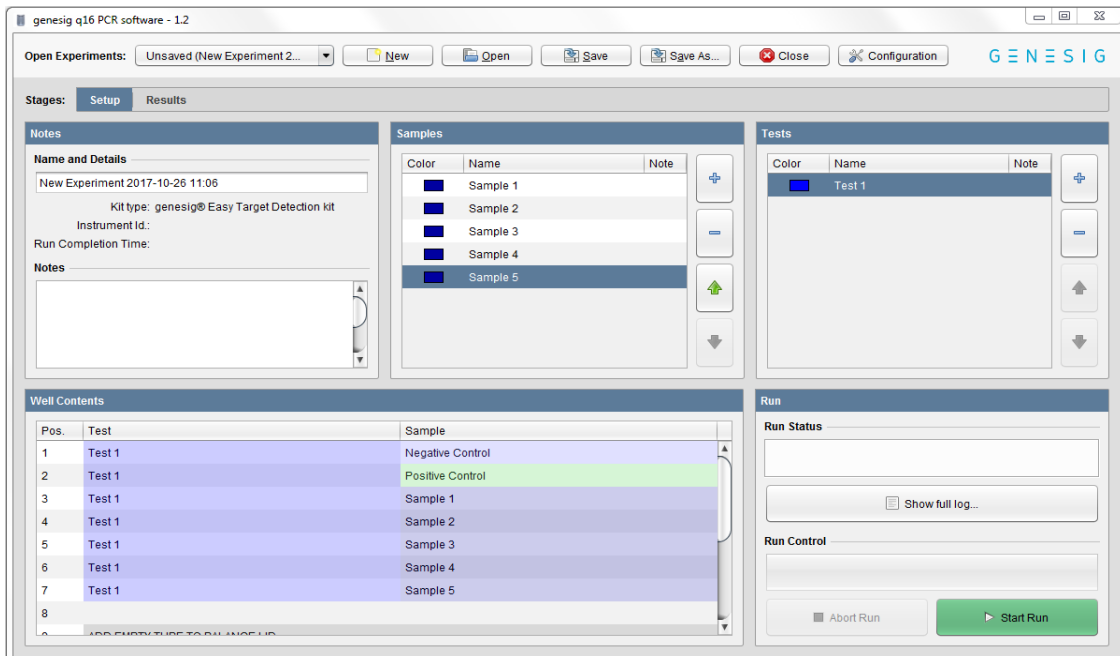 genesig q16 PCR software - 1.2
Open Experiments: Unsaved (New Experiment 2... New Open Save Save As... Close Configuration GENESIG
Stages: Setup Results
Notes
Name and Details
New Experiment 2017-10-26 11:06
Kit type: genesig® Easy Target Detection kit
Instrument Id.:
Run Completion Time:
Notes
Samples
Color Name Note
Sample 1
Sample 2
Sample 3
Sample 4
Sample 5
Tests
Color Name Note
Test 1
Well Contents
Pos. Test Sample
1 Test 1 Negative Control
2 Test 1 Positive Control
3 Test 1 Sample 1
4 Test 1 Sample 2
5 Test 1 Sample 3
6 Test 1 Sample 4
7 Test 1 Sample 5
8
ADD EMPTY TUBE TO BALANCE LID
Run
Run Status
Show full log...
Run Control
Abort Run Start Run